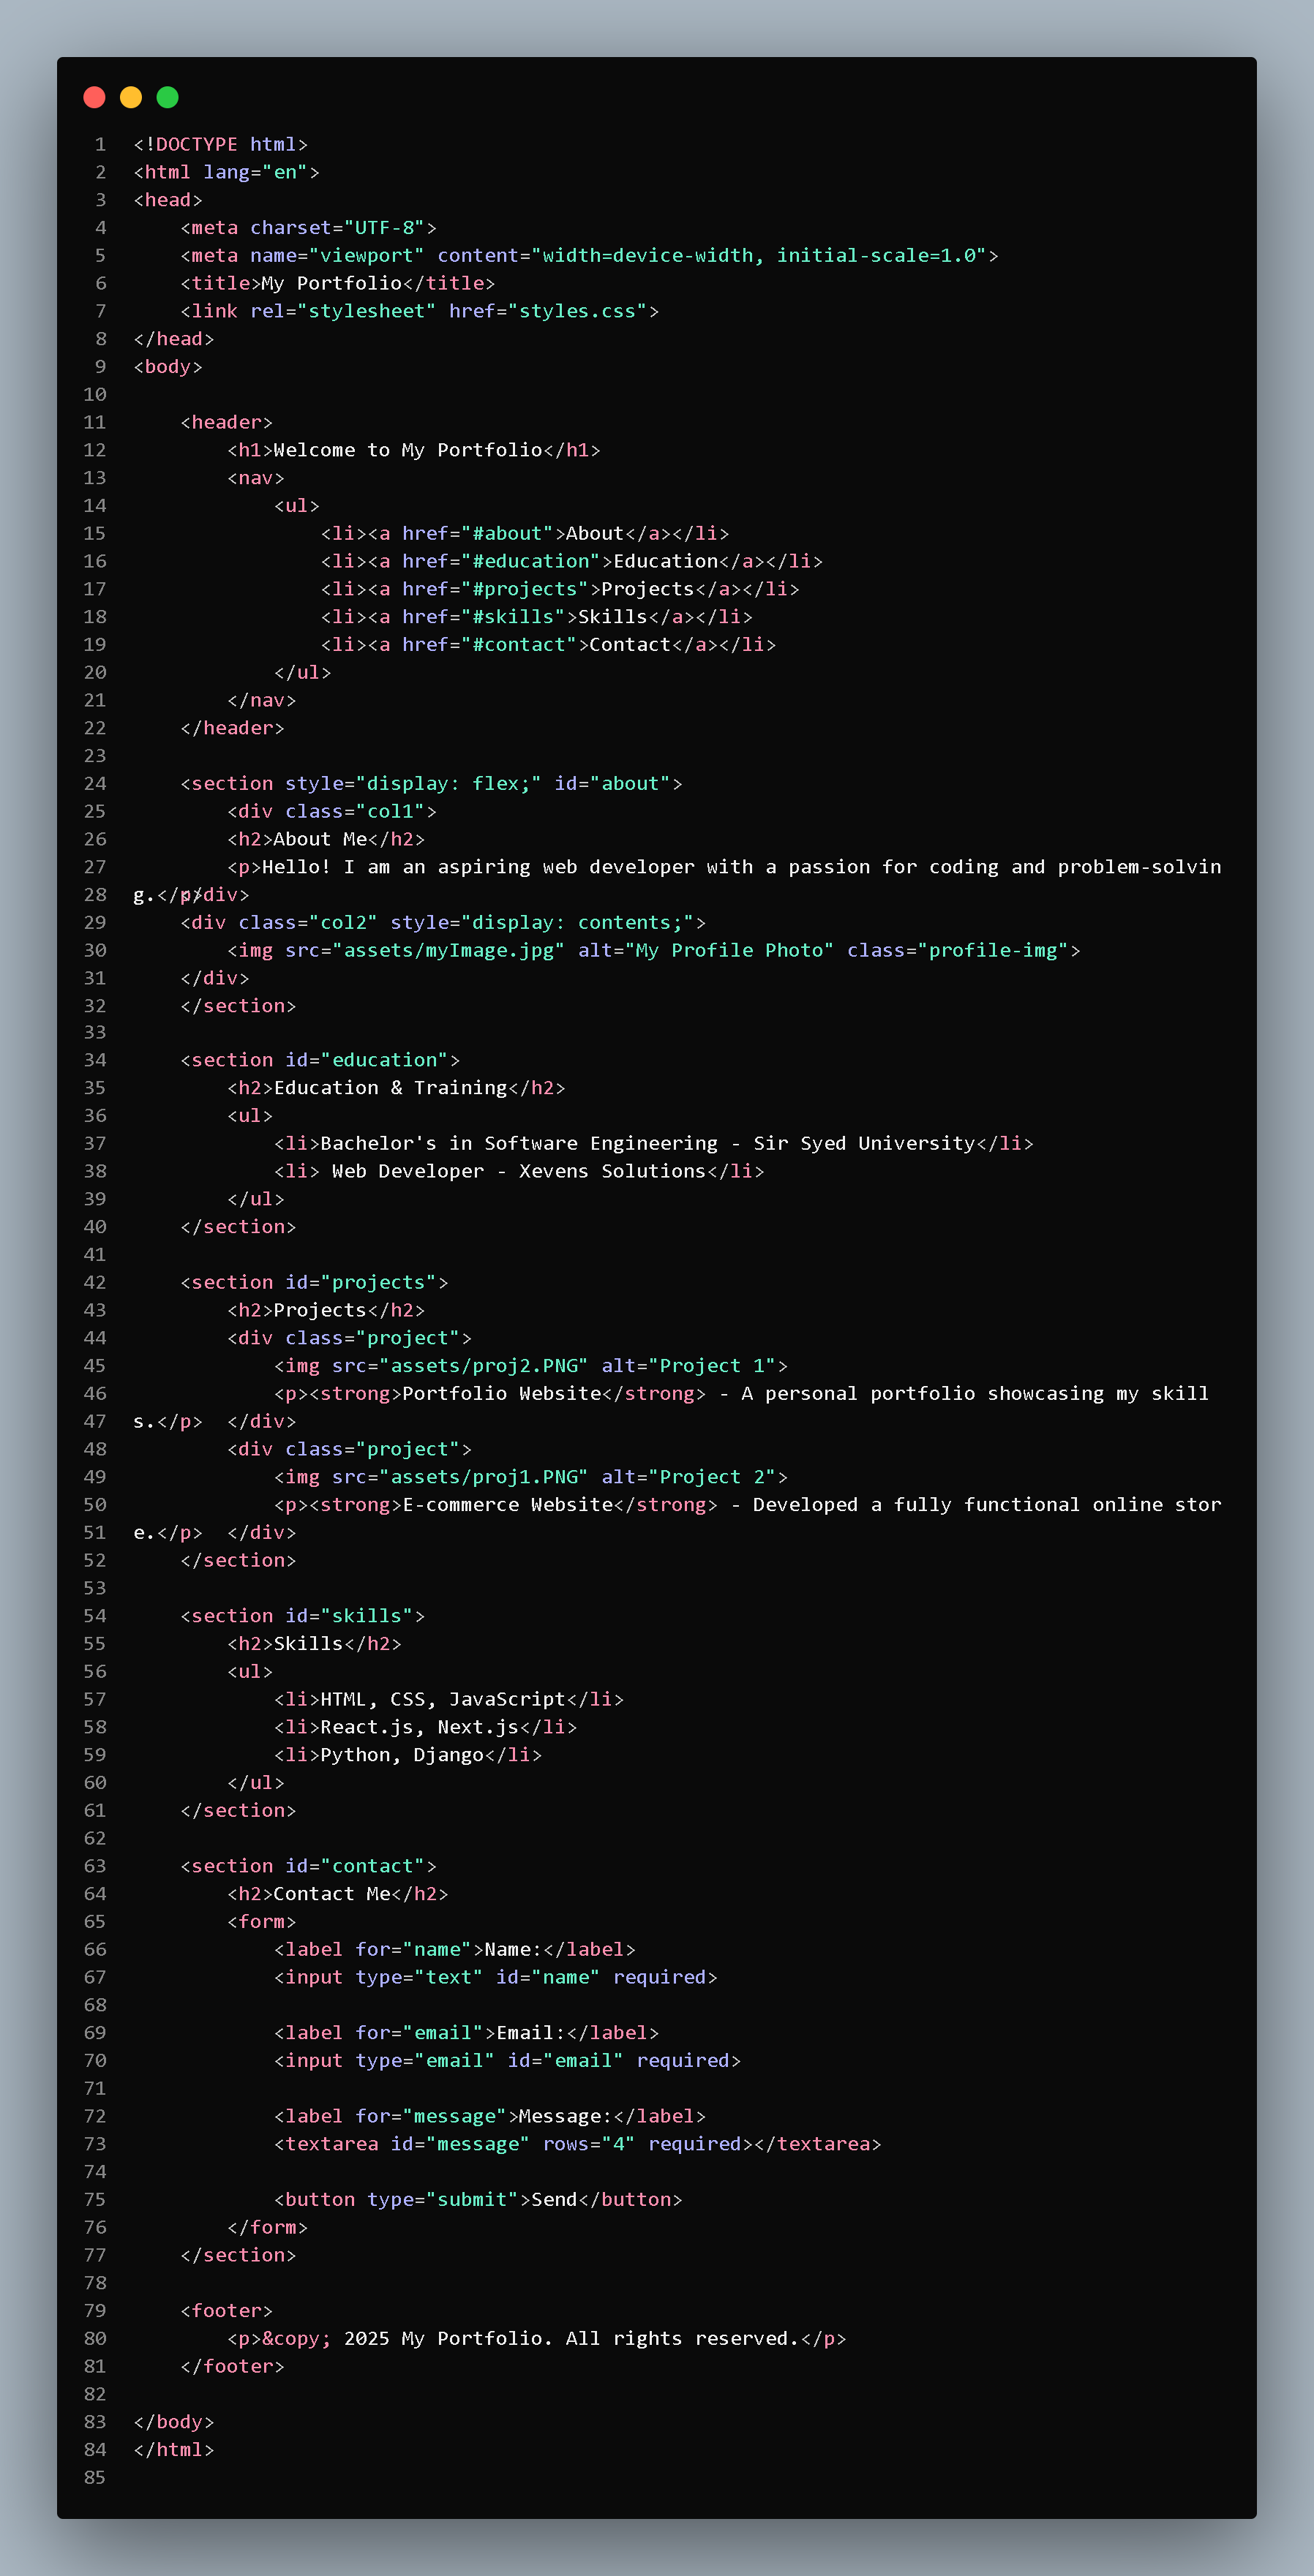 1 <!DOCTYPE html>
2 <html lang="en">
3 <head>
4     <meta charset="UTF-8">
5     <meta name="viewport" content="width=device-width, initial-scale=1.0">
6     <title>My Portfolio</title>
7     <link rel="stylesheet" href="styles.css">
8 </head>
9 <body>
10
11     <header>
12         <h1>Welcome to My Portfolio</h1>
13         <nav>
14             <ul>
15                 <li><a href="#about">About</a></li>
16                 <li><a href="#education">Education</a></li>
17                 <li><a href="#projects">Projects</a></li>
18                 <li><a href="#skills">Skills</a></li>
19                 <li><a href="#contact">Contact</a></li>
20             </ul>
21         </nav>
22     </header>
23
24     <section style="display: flex;" id="about">
25         <div class="col1">
26         <h2>About Me</h2>
27         <p>Hello! I am an aspiring web developer with a passion for coding and problem-solvin
28 g.</p></div>
29     <div class="col2" style="display: contents;">
30         <img src="assets/myImage.jpg" alt="My Profile Photo" class="profile-img">
31     </div>
32     </section>
33
34     <section id="education">
35         <h2>Education & Training</h2>
36         <ul>
37             <li>Bachelor's in Software Engineering - Sir Syed University</li>
38             <li> Web Developer - Xevens Solutions</li>
39         </ul>
40     </section>
41
42     <section id="projects">
43         <h2>Projects</h2>
44         <div class="project">
45             <img src="assets/proj2.PNG" alt="Project 1">
46             <p><strong>Portfolio Website</strong> - A personal portfolio showcasing my skill
47 s.</p>  </div>
48         <div class="project">
49             <img src="assets/proj1.PNG" alt="Project 2">
50             <p><strong>E-commerce Website</strong> - Developed a fully functional online stor
51 e.</p>  </div>
52     </section>
53
54     <section id="skills">
55         <h2>Skills</h2>
56         <ul>
57             <li>HTML, CSS, JavaScript</li>
58             <li>React.js, Next.js</li>
59             <li>Python, Django</li>
60         </ul>
61     </section>
62
63     <section id="contact">
64         <h2>Contact Me</h2>
65         <form>
66             <label for="name">Name:</label>
67             <input type="text" id="name" required>
68
69             <label for="email">Email:</label>
70             <input type="email" id="email" required>
71
72             <label for="message">Message:</label>
73             <textarea id="message" rows="4" required></textarea>
74
75             <button type="submit">Send</button>
76         </form>
77     </section>
78
79     <footer>
80         <p>&copy; 2025 My Portfolio. All rights reserved.</p>
81     </footer>
82
83 </body>
84 </html>
85